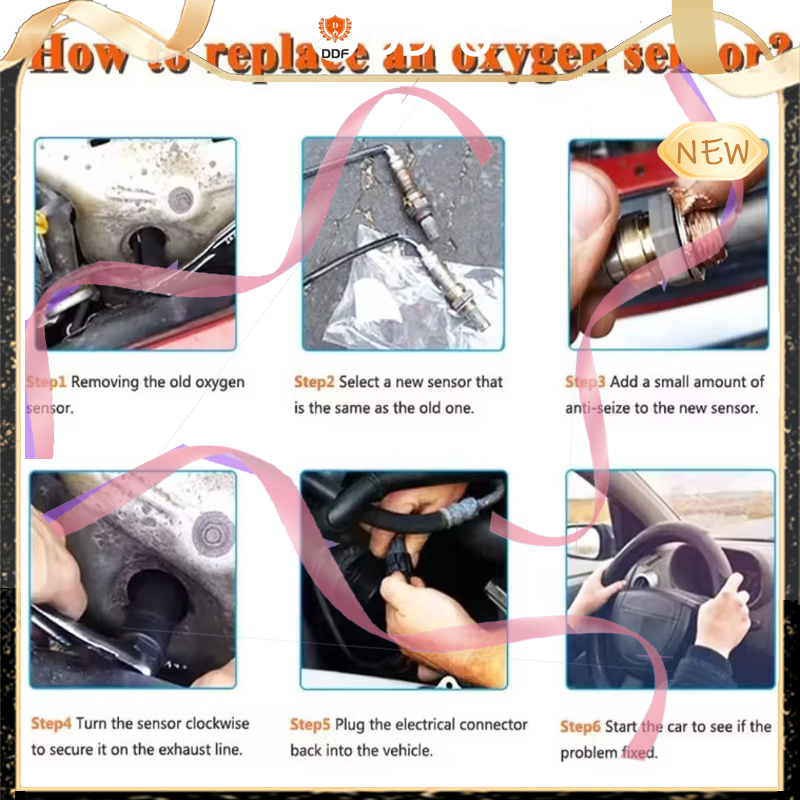 DDF
How to replace an oxygen sensor?
NEW
Step1 Removing the old oxygen
sensor.
Step2 Select a new sensor that
is the same as the old one.
Step3 Add a small amount of
anti-seize to the new sensor.
Step4 Turn the sensor clockwise
to secure it on the exhaust line.
Step5 Plug the electrical connector
back into the vehicle.
Step6 Start the car to see if the
problem fixed.